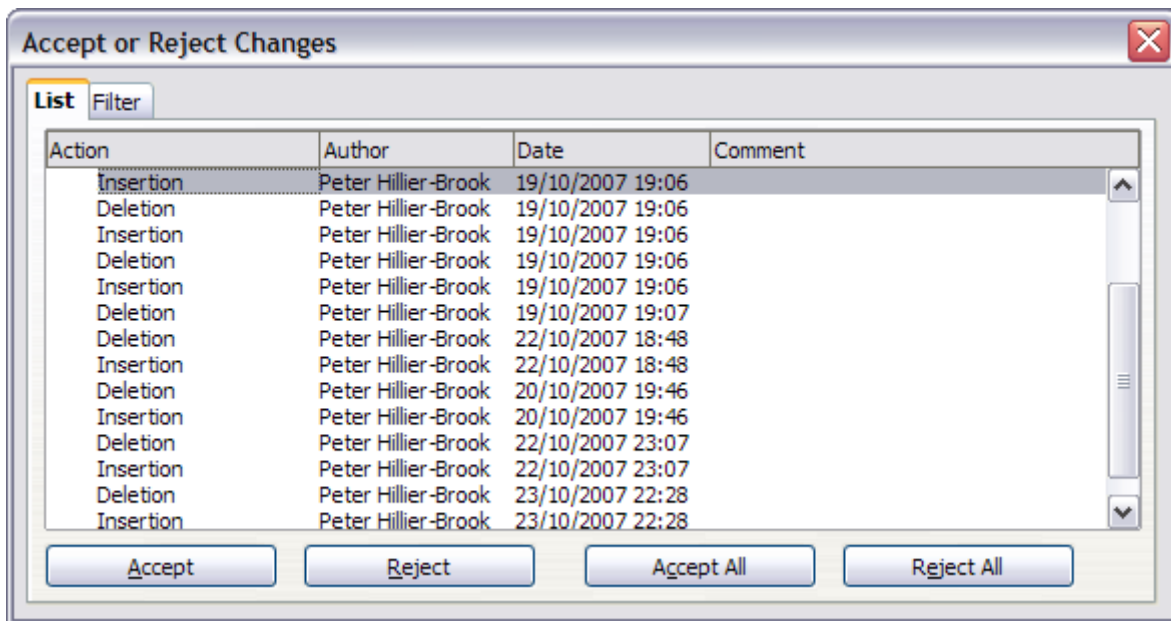 Accept or Reject Changes
List Filter
Action Author Date Comment
Insertion Peter Hillier-Brook 19/10/2007 19:06
Deletion Peter Hillier-Brook 19/10/2007 19:06
Insertion Peter Hillier-Brook 19/10/2007 19:06
Deletion Peter Hillier-Brook 19/10/2007 19:06
Insertion Peter Hillier-Brook 19/10/2007 19:06
Deletion Peter Hillier-Brook 19/10/2007 19:07
Deletion Peter Hillier-Brook 22/10/2007 18:48
Insertion Peter Hillier-Brook 22/10/2007 18:48
Deletion Peter Hillier-Brook 20/10/2007 19:46
Insertion Peter Hillier-Brook 20/10/2007 19:46
Deletion Peter Hillier-Brook 22/10/2007 23:07
Insertion Peter Hillier-Brook 22/10/2007 23:07
Deletion Peter Hillier-Brook 23/10/2007 22:28
Insertion Peter Hillier-Brook 23/10/2007 22:28
Accept Reject Accept All Reject All